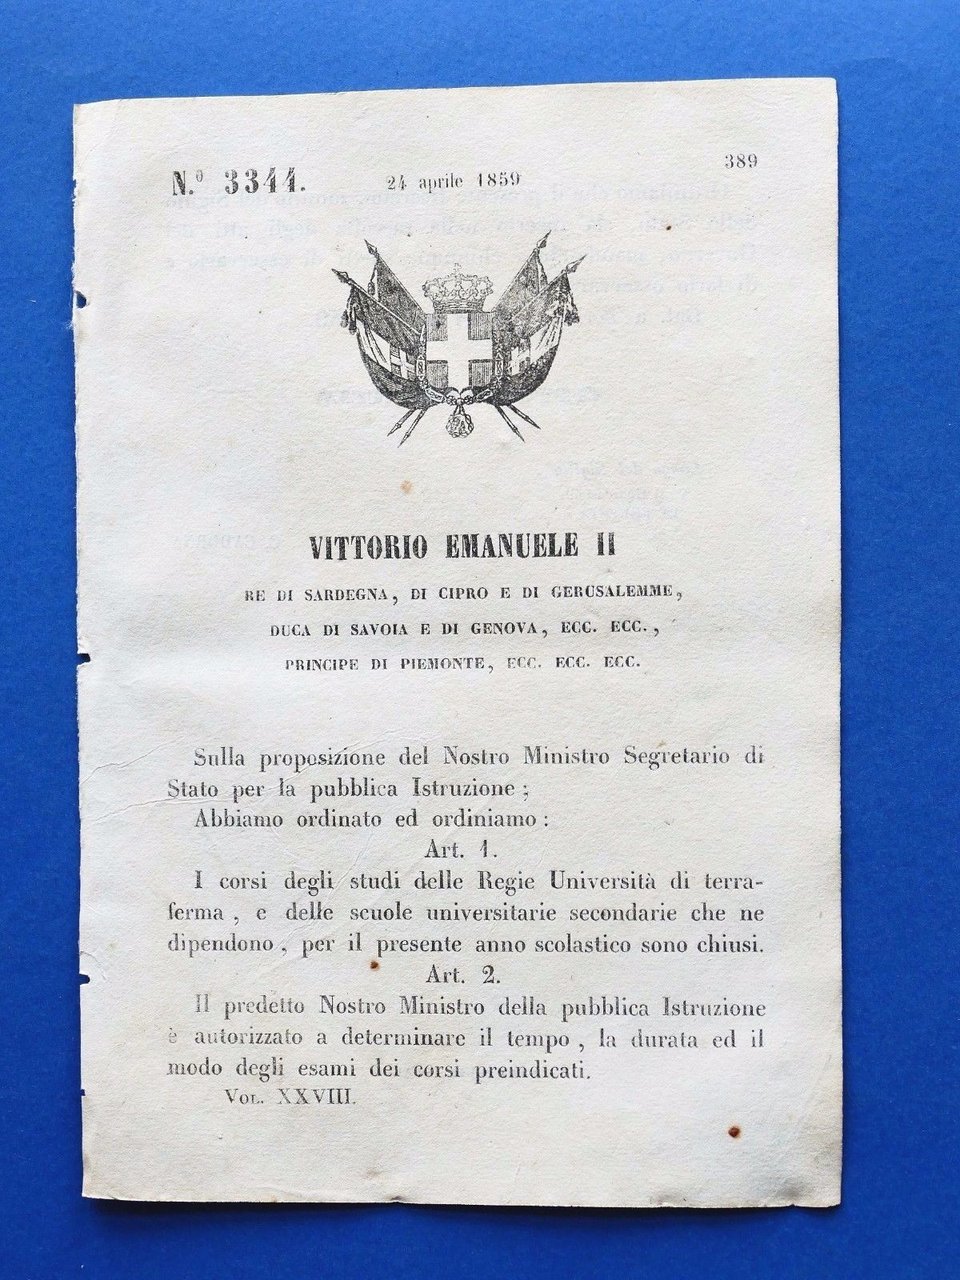 389
N.º 3344. 24 aprile 1859
VITTORIO EMANUELE II
RE DI SARDEGNA, DI CIPRO E DI GERUSALEMME,
DUCA DI SAVOIA E DI GENOVA, ECC. ECC.,
PRINCIPE DI PIEMONTE, ECC. ECC. ECC.
Sulla proposizione del Nostro Ministro Segretario di
Stato per la pubblica Istruzione;
Abbiamo ordinato ed ordiniamo:
Art. 1.
I corsi degli studi delle Regie Università di terra-
ferma, e delle scuole universitarie secondarie che ne
dipendono, per il presente anno scolastico sono chiusi.
Art. 2.
Il predetto Nostro Ministro della pubblica Istruzione
è autorizzato a determinare il tempo, la durata ed il
modo degli esami dei corsi preindicati.
VOL. XXVIII.